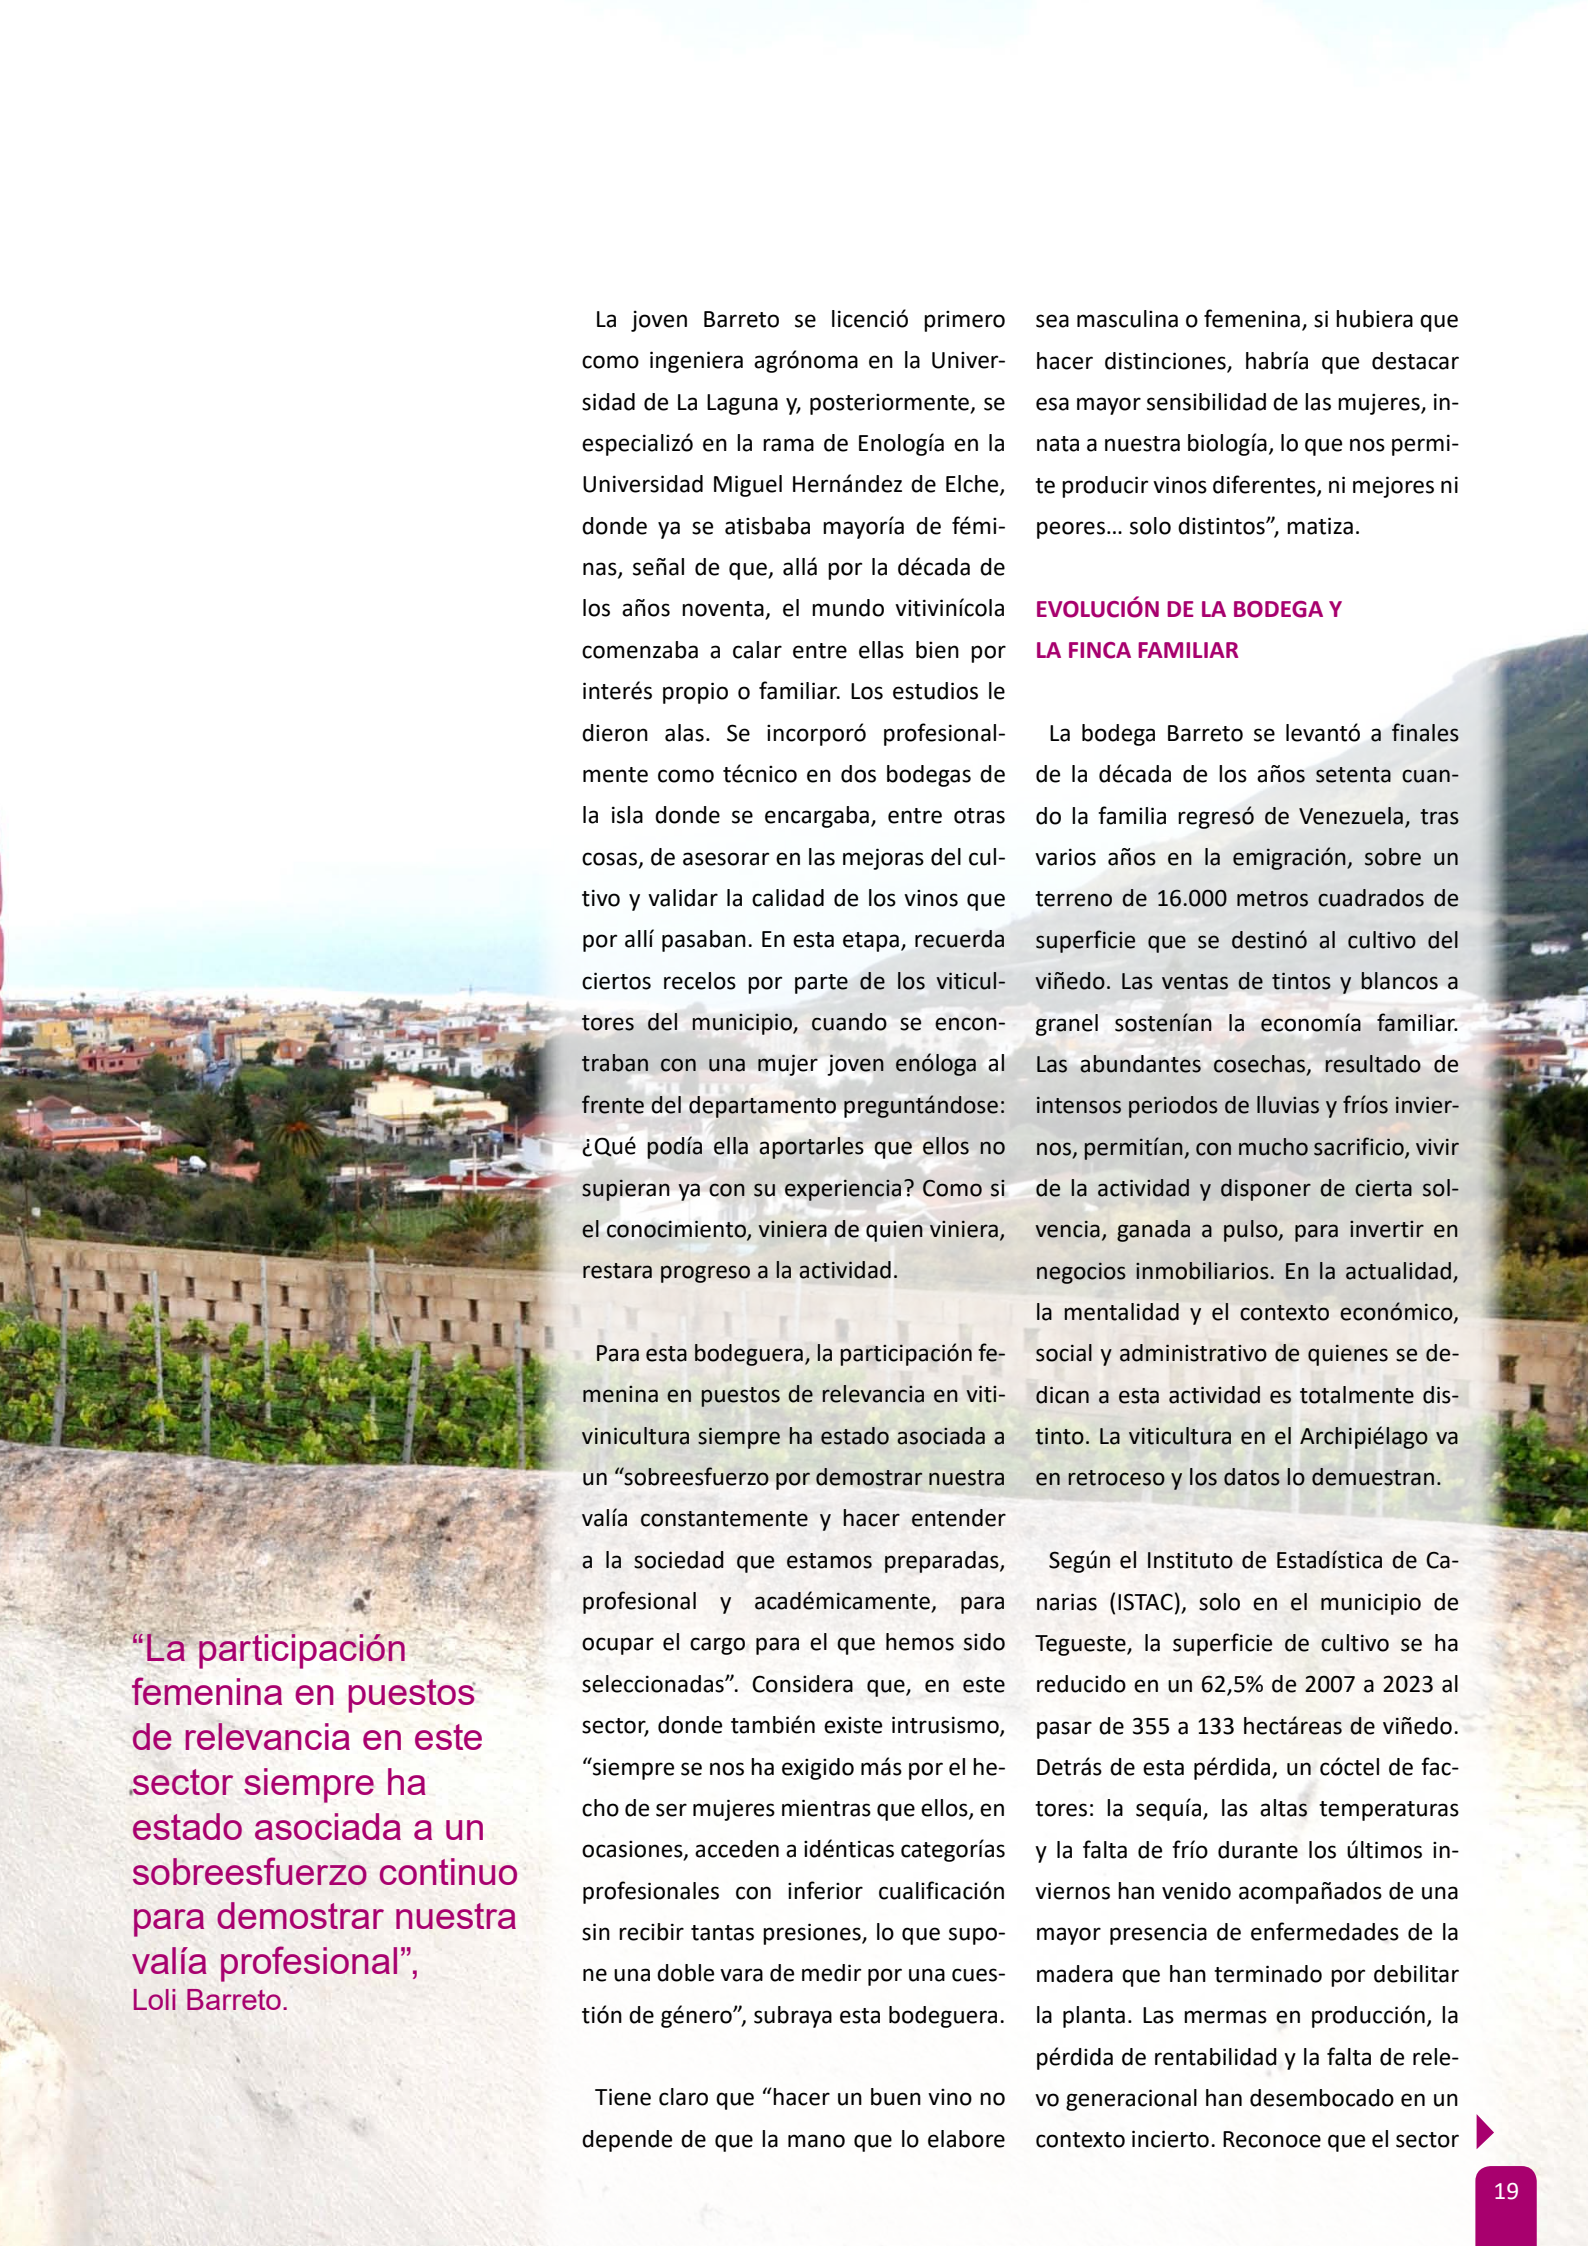 La joven Barreto se licenció primero
como ingeniera agrónoma en la Univer-
sidad de La Laguna y, posteriormente, se
especializó en la rama de Enología en la
Universidad Miguel Hernández de Elche,
donde ya se atisbaba mayoría de fémi-
nas, señal de que, allá por la década de
los años noventa, el mundo vitivinícola
comenzaba a calar entre ellas bien por
interés propio o familiar. Los estudios le
dieron alas. Se incorporó profesional-
mente como técnico en dos bodegas de
la isla donde se encargaba, entre otras
cosas, de asesorar en las mejoras del cul-
tivo y validar la calidad de los vinos que
por allí pasaban. En esta etapa, recuerda
ciertos recelos por parte de los viticul-
tores del municipio, cuando se encon-
traban con una mujer joven enóloga al
frente del departamento preguntándose:
¿Qué podía ella aportarles que ellos no
supieran ya con su experiencia? Como si
el conocimiento, viniera de quien viniera,
restara progreso a la actividad.
Para esta bodeguera, la participación fe-
menina en puestos de relevancia en viti-
vinicultura siempre ha estado asociada a
un “sobreesfuerzo por demostrar nuestra
valía constantemente y hacer entender
a la sociedad que estamos preparadas,
profesional y académicamente, para
ocupar el cargo para el que hemos sido
seleccionadas”. Considera que, en este
sector, donde también existe intrusismo,
“siempre se nos ha exigido más por el he-
cho de ser mujeres mientras que ellos, en
ocasiones, acceden a idénticas categorías
profesionales con inferior cualificación
sin recibir tantas presiones, lo que supo-
ne una doble vara de medir por una cues-
tión de género”, subraya esta bodeguera.
Tiene claro que “hacer un buen vino no
depende de que la mano que lo elabore
sea masculina o femenina, si hubiera que
hacer distinciones, habría que destacar
esa mayor sensibilidad de las mujeres, in-
nata a nuestra biología, lo que nos permi-
te producir vinos diferentes, ni mejores ni
peores... solo distintos”, matiza.
EVOLUCIÓN DE LA BODEGA Y
LA FINCA FAMILIAR
La bodega Barreto se levantó a finales
de la década de los años setenta cuan-
do la familia regresó de Venezuela, tras
varios años en la emigración, sobre un
terreno de 16.000 metros cuadrados de
superficie que se destinó al cultivo del
viñedo. Las ventas de tintos y blancos a
granel sostenían la economía familiar.
Las abundantes cosechas, resultado de
intensos periodos de lluvias y fríos invier-
nos, permitían, con mucho sacrificio, vivir
de la actividad y disponer de cierta sol-
vencia, ganada a pulso, para invertir en
negocios inmobiliarios. En la actualidad,
la mentalidad y el contexto económico,
social y administrativo de quienes se de-
dican a esta actividad es totalmente dis-
tinto. La viticultura en el Archipiélago va
en retroceso y los datos lo demuestran.
Según el Instituto de Estadística de Ca-
narias (ISTAC), solo en el municipio de
Tegueste, la superficie de cultivo se ha
reducido en un 62,5% de 2007 a 2023 al
pasar de 355 a 133 hectáreas de viñedo.
Detrás de esta pérdida, un cóctel de fac-
tores: la sequía, las altas temperaturas
y la falta de frío durante los últimos in-
viernos han venido acompañados de una
mayor presencia de enfermedades de la
madera que han terminado por debilitar
la planta. Las mermas en producción, la
pérdida de rentabilidad y la falta de rele-
vo generacional han desembocado en un
contexto incierto. Reconoce que el sector
“La participación
femenina en puestos
de relevancia en este
sector siempre ha
estado asociada a un
sobreesfuerzo continuo
para demostrar nuestra
valía profesional”,
Loli Barreto.
19